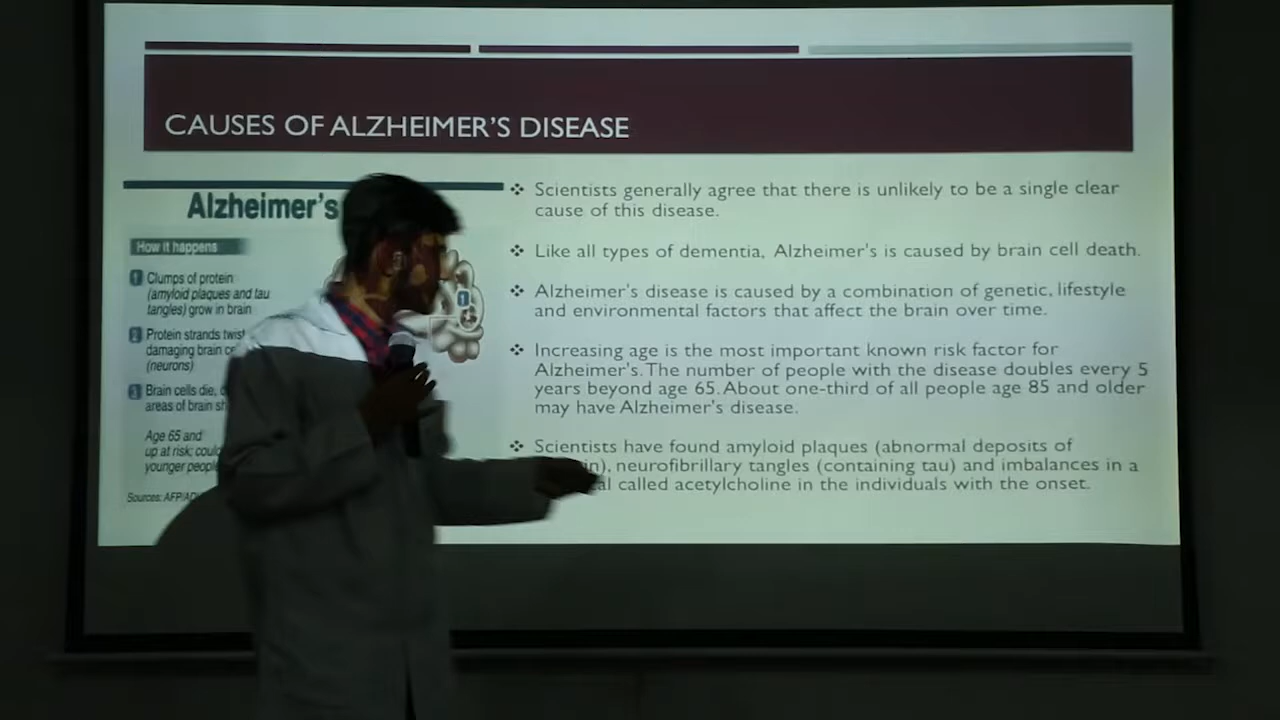 CAUSES OF ALZHEIMER'S DISEASE
Alzheimer's
How it happens
1 Clumps of protein
(amyloid plaques and tau
tangles) grow in brain
2 Protein strands twist
damaging brain
(neurons)
3 Brain cells die,
areas of brain
Age 65 and
up at risk; could
younger people
Sources: AFP/
1
❖ Scientists generally agree that there is unlikely to be a single clear
cause of this disease.
❖ Like all types of dementia, Alzheimer's is caused by brain cell death.
❖ Alzheimer's disease is caused by a combination of genetic, lifestyle
and environmental factors that affect the brain over time.
❖ Increasing age is the most important known risk factor for
Alzheimer's. The number of people with the disease doubles every 5
years beyond age 65. About one-third of all people age 85 and older
may have Alzheimer's disease.
❖ Scientists have found amyloid plaques (abnormal deposits of
neurofibrillary tangles (containing tau) and imbalances in a
called acetylcholine in the individuals with the onset.